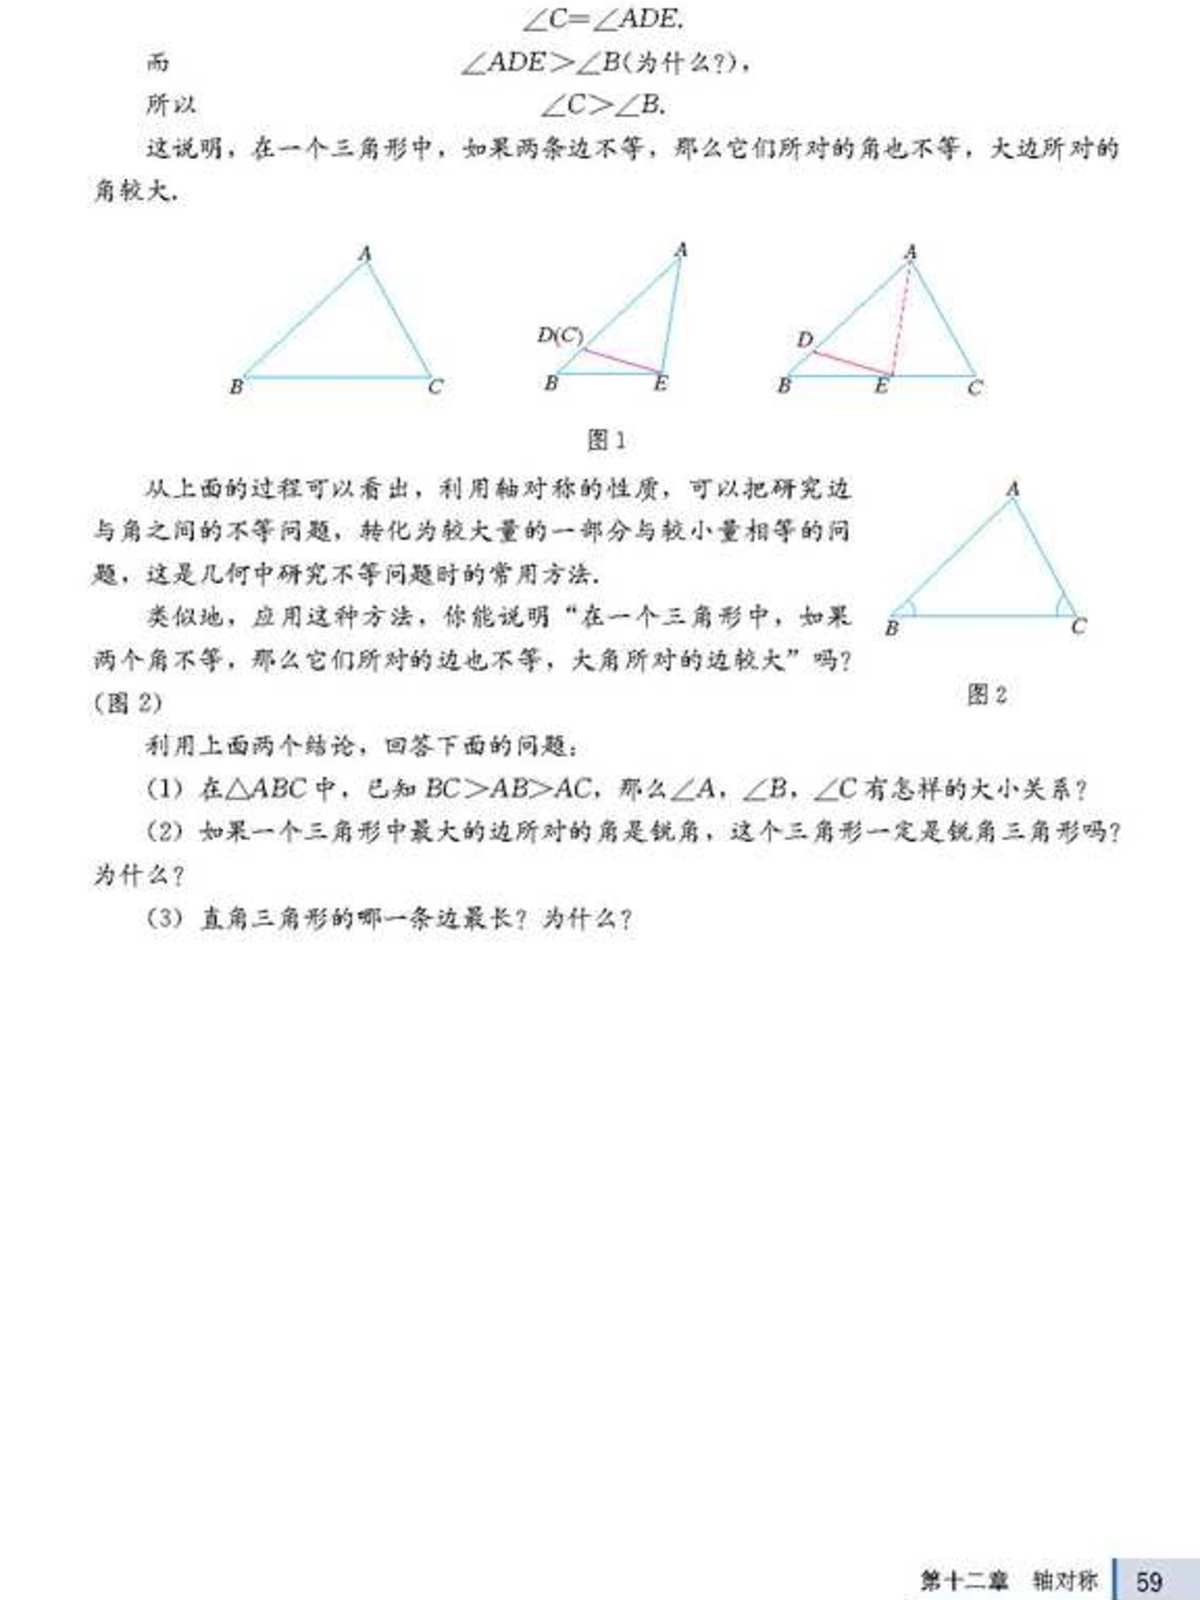 ∠C=∠ADE.
而 ∠ADE>∠B(为什么?),
所以 ∠C>∠B.
这说明，在一个三角形中，如果两条边不等，那么它们所对的角也不等，大边所对的
角较大.
A A A
D(C) D
B C B E B E C
图 1
从上面的过程可以看出，利用轴对称的性质，可以把研究边
与角之间的不等问题，转化为较大量的一部分与较小量相等的问
题，这是几何中研究不等问题时的常用方法.
类似地，应用这种方法，你能说明“在一个三角形中，如果
两个角不等，那么它们所对的边也不等，大角所对的边较大”吗?
(图 2)
A
B C
图 2
利用上面两个结论，回答下面的问题：
(1) 在△ABC 中，已知 BC>AB>AC，那么∠A，∠B，∠C 有怎样的大小关系?
(2) 如果一个三角形中最大的边所对的角是锐角，这个三角形一定是锐角三角形吗?
为什么?
(3) 直角三角形的哪一条边最长? 为什么?
第十二章 轴对称 59